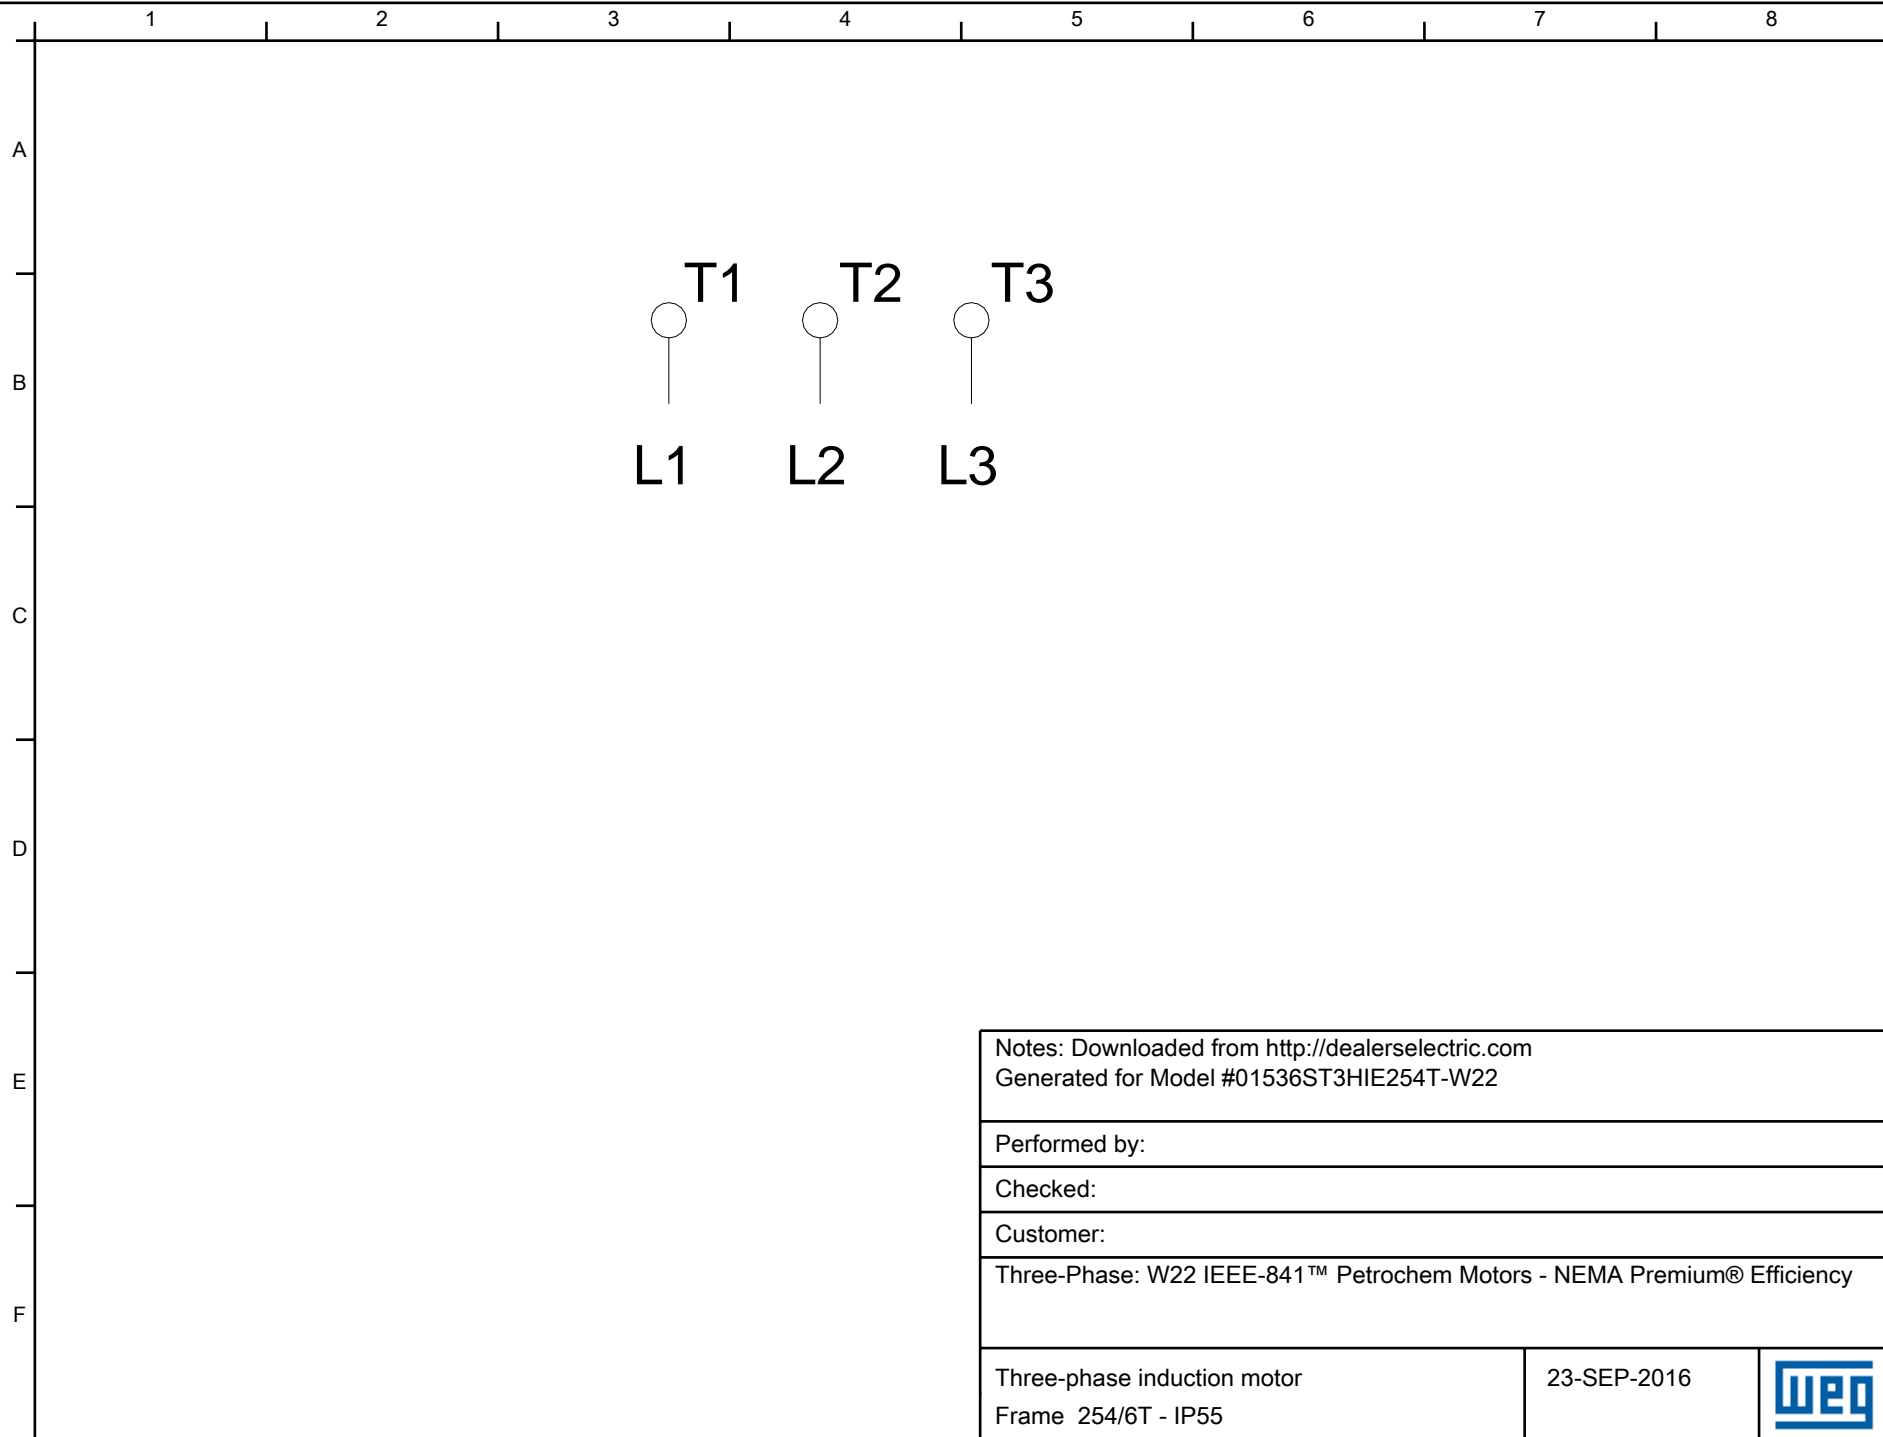 1 2 3 4 5 6 7 8
A
T1 T2 T3
B
L1 L2 L3
C
D
E
Notes: Downloaded from http://dealerselectric.com
Generated for Model #01536ST3HIE254T-W22
Performed by:
Checked:
Customer:
Three-Phase: W22 IEEE-841™ Petrochem Motors - NEMA Premium® Efficiency
F
Three-phase induction motor
23-SEP-2016
Frame 254/6T - IP55
weg